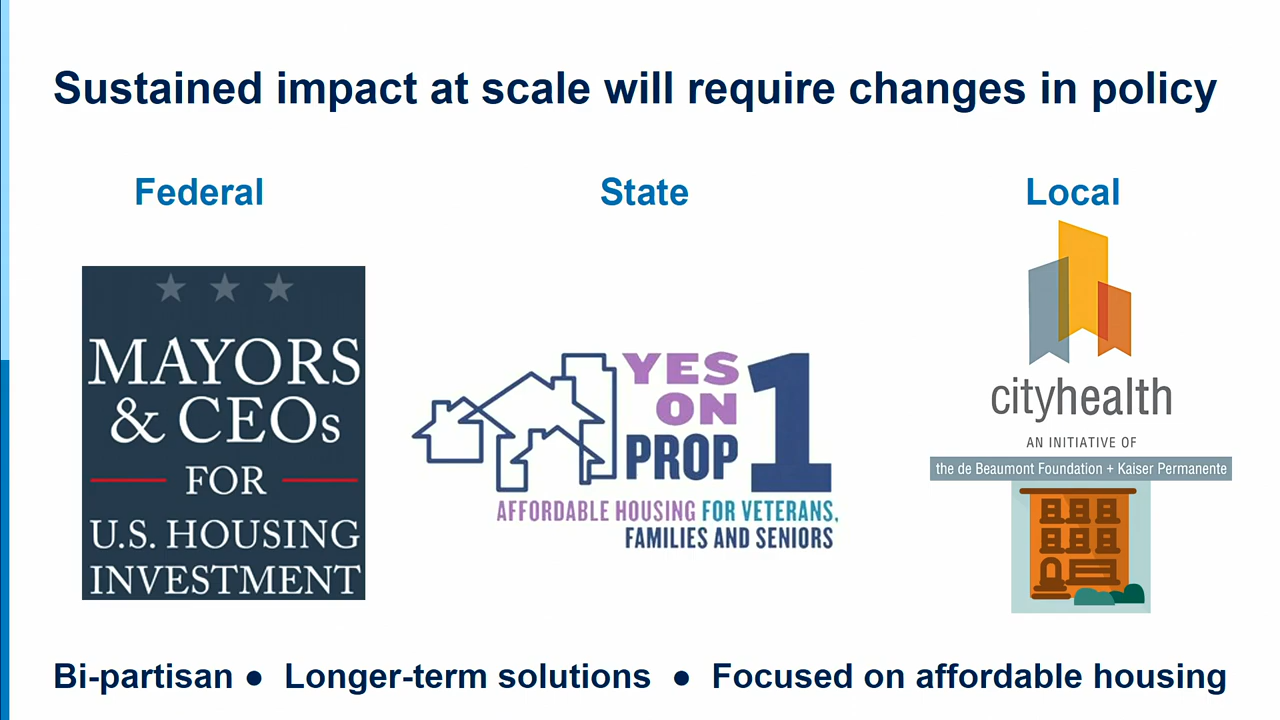 Sustained impact at scale will require changes in policy
Federal
State
Local
MAYORS
& CEOs
FOR
U.S. HOUSING
INVESTMENT
YES
ON
PROP
1
AFFORDABLE HOUSING FOR VETERANS,
FAMILIES AND SENIORS
cityhealth
AN INITIATIVE OF
the de Beaumont Foundation + Kaiser Permanente
Bi-partisan ● Longer-term solutions ● Focused on affordable housing